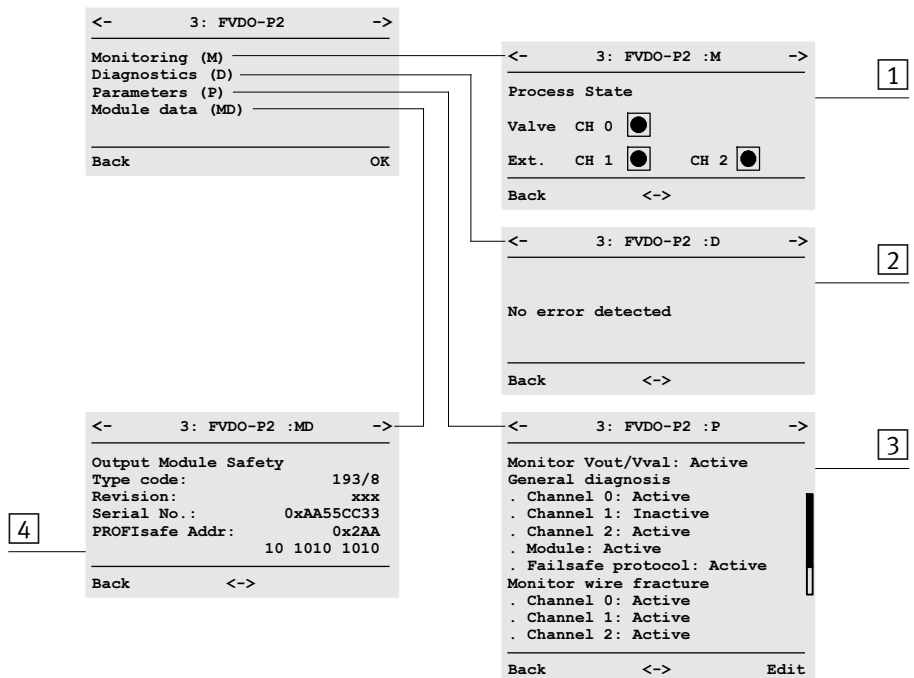 <- 3: FVDO-P2 ->
Monitoring (M)
Diagnostics (D)
Parameters (P)
Module data (MD)
Back OK
<- 3: FVDO-P2 :M ->
Process State
Valve CH 0
Ext. CH 1 CH 2
Back <->
1
<- 3: FVDO-P2 :D ->
No error detected
Back <->
2
<- 3: FVDO-P2 :P ->
Monitor Vout/Vval: Active
General diagnosis
. Channel 0: Active
. Channel 1: Inactive
. Channel 2: Active
. Module: Active
. Failsafe protocol: Active
Monitor wire fracture
. Channel 0: Active
. Channel 1: Active
. Channel 2: Active
Back <-> Edit
3
<- 3: FVDO-P2 :MD ->
Output Module Safety
Type code: 193/8
Revision: xxx
Serial No.: 0xAA55CC33
PROFIsafe Addr: 0x2AA
10 1010 1010
Back <->
4